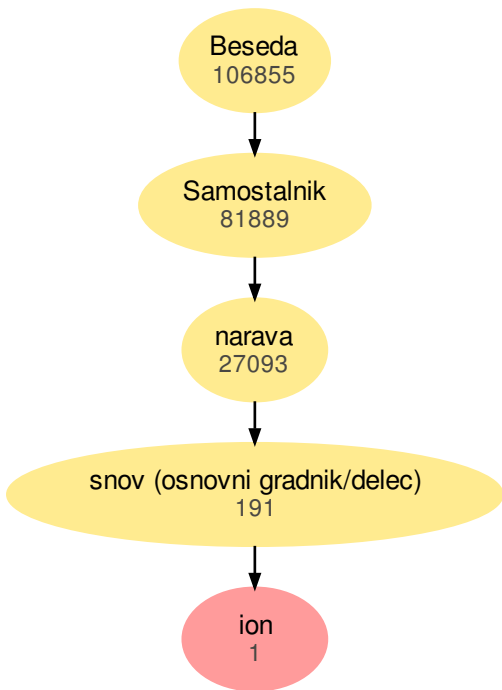 Beseda
106855
Samostalnik
81889
narava
27093
snov (osnovni gradnik/delec)
191
ion
1